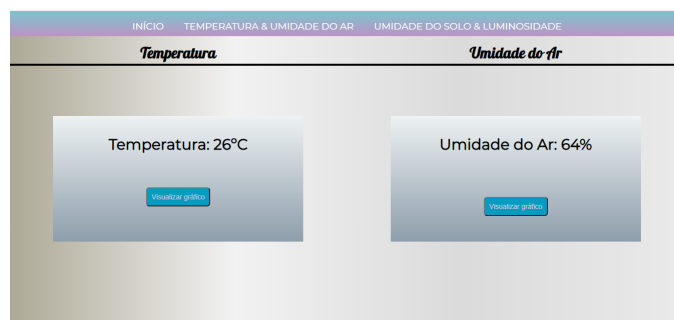 INÍCIO TEMPERATURA & UMIDADE DO AR UMIDADE DO SOLO & LUMINOSIDADE
Temperatura Umidade do Ar
Temperatura: 26ºC Umidade do Ar: 64%
Visualizar gráfico
Visualizar gráfico